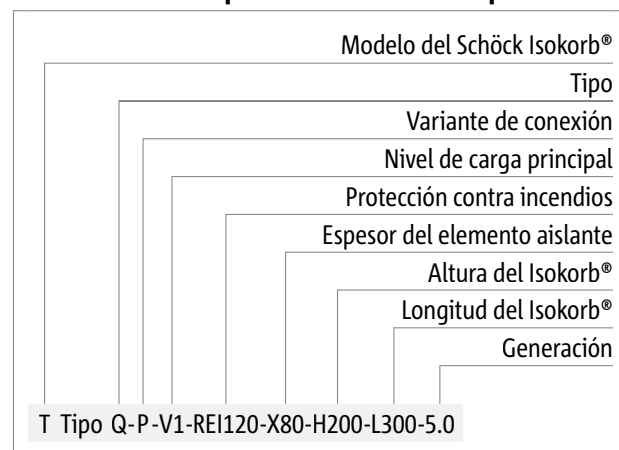 Modelo del Schöck Isokorb®
Tipo
Variante de conexión
Nivel de carga principal
Protección contra incendios
Espesor del elemento aislante
Altura del Isokorb®
Longitud del Isokorb®
Generación
T Tipo Q-P-V1-REI120-X80-H200-L300-5.0